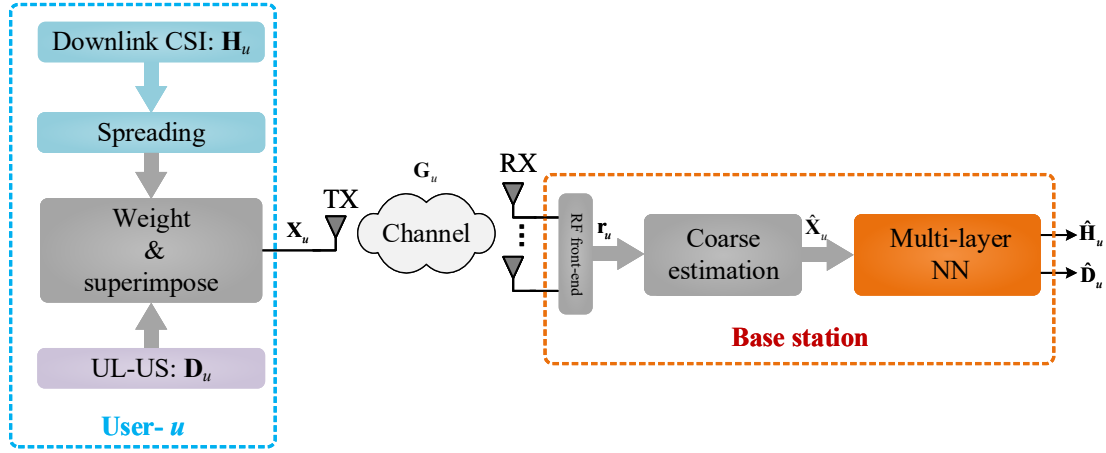 Downlink CSI: H_u
Spreading
Weight
&
superimpose
UL-US: D_u
User- u
X_u
TX
G_u
Channel
RX
RF front-end
r_u
Coarse
estimation
X̂_u
Multi-layer
NN
Ĥ_u
D̂_u
Base station